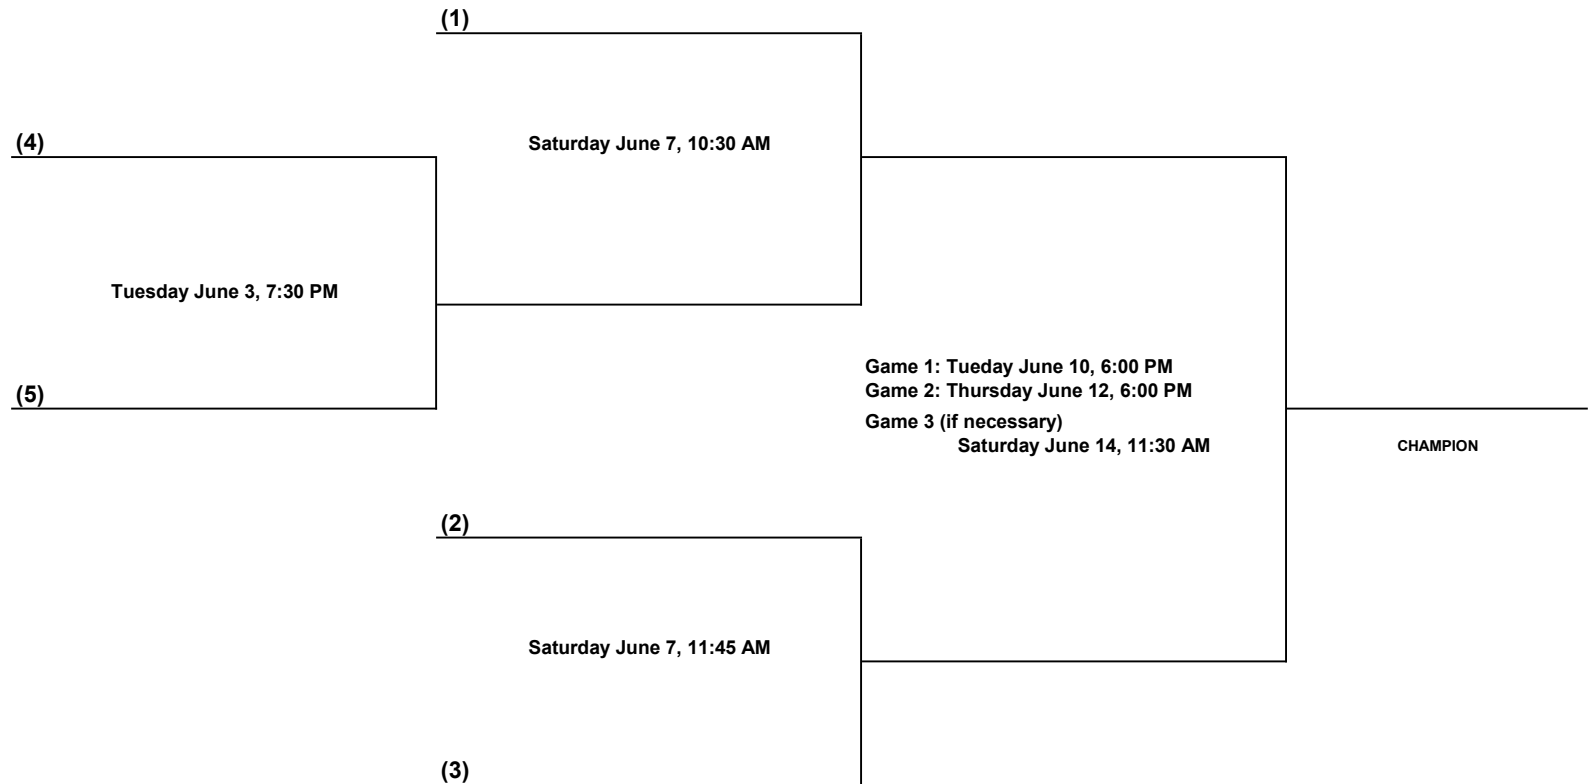 (1)
(4)
Saturday June 7, 10:30 AM
Tuesday June 3, 7:30 PM
(5)
Game 1: Tueday June 10, 6:00 PM
Game 2: Thursday June 12, 6:00 PM
Game 3 (if necessary)
Saturday June 14, 11:30 AM
CHAMPION
(2)
Saturday June 7, 11:45 AM
(3)